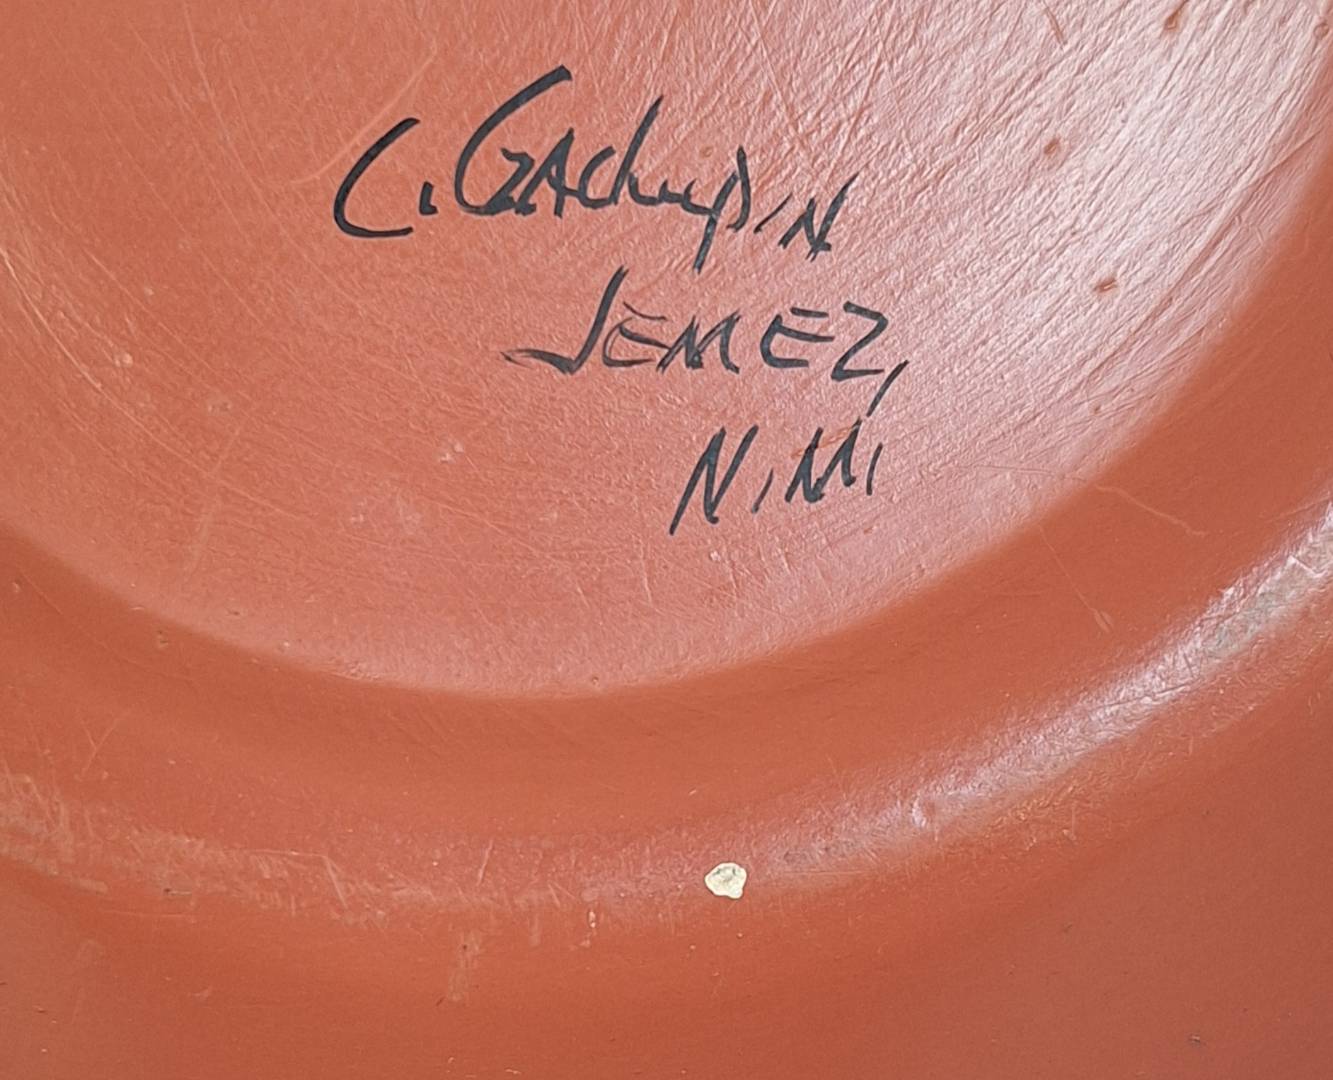 C. GAchupiN
JEMEZ,
N.M.